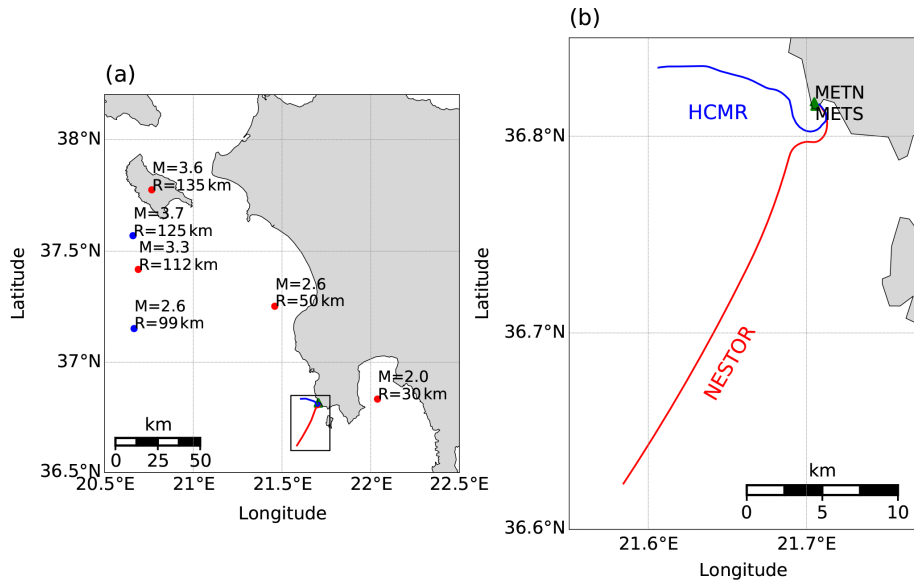 (a)
38°N
37.5°N
37°N
36.5°N
Latitude
M=3.6
R=135 km
M=3.7
R=125 km
M=3.3
R=112 km
M=2.6
R=99 km
M=2.6
R=50 km
M=2.0
R=30 km
km
0 25 50
20.5°E 21°E 21.5°E 22°E 22.5°E
Longitude
(b)
36.8°N
36.7°N
36.6°N
Latitude
HCMR
METN
METS
NESTOR
km
0 5 10
21.6°E 21.7°E
Longitude